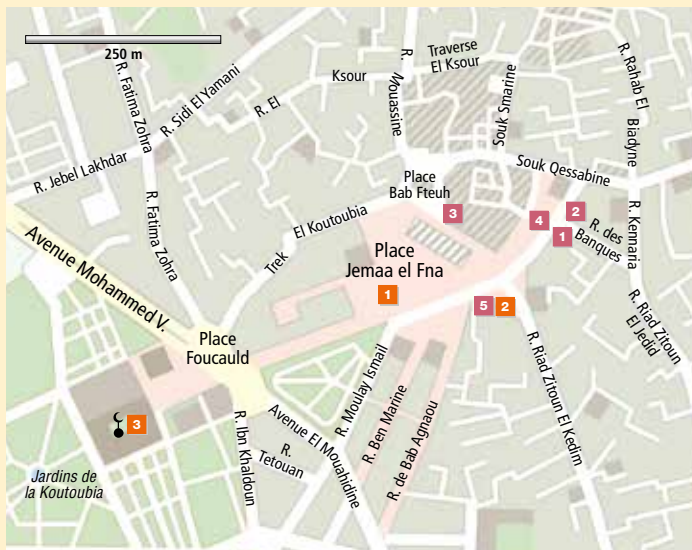 250 m
R. Fatima Zohra
R. Sidi El Yamani
R. El
Ksour
R.
Mouassine
Traverse
El Ksour
Souk Smarine
R. Rahab El
Biadyne
R. Jebel Lakhdar
R. Fatima Zohra
Souk Qessabine
Place
Bab Fteuh
3
4
2
1
R. des
Banques
R. Kennaria
El Koutoubia
Trek
Avenue Mohammed V.
Place
Jemaa el Fna
1
5
2
R. Riad Zitoun
El Jedid
Place
Foucauld
R. Moulay Ismail
R. Ben Marine
R. de Bab Agnaou
R. Riad Zitoun El Kedim
3
R. Ibn Khaldoun
R.
Tetouan
Avenue El Mouahidine
Jardins de
la Koutoubia